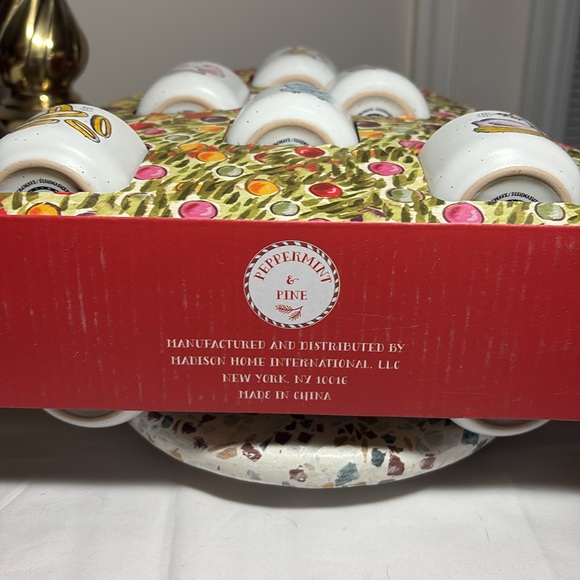 PEPPERMINT
&
PINE
MANUFACTURED AND DISTRIBUTED BY
MADISON HOME INTERNATIONAL, LLC
NEW YORK, NY 10016
MADE IN CHINA